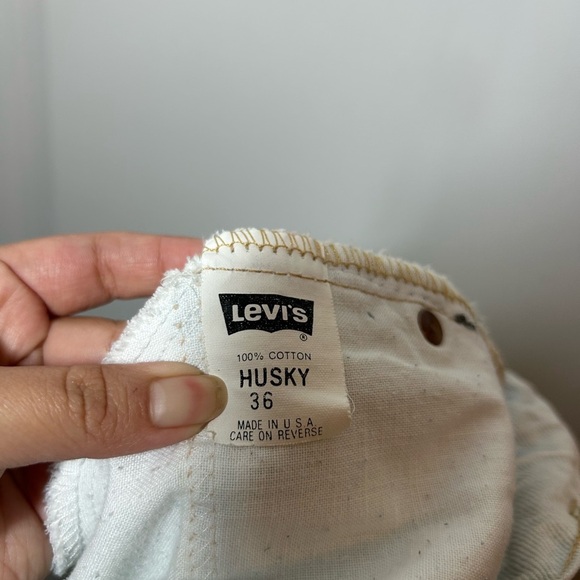 Levi's
®
100% COTTON
HUSKY
36
MADE IN U.S.A.
CARE ON REVERSE